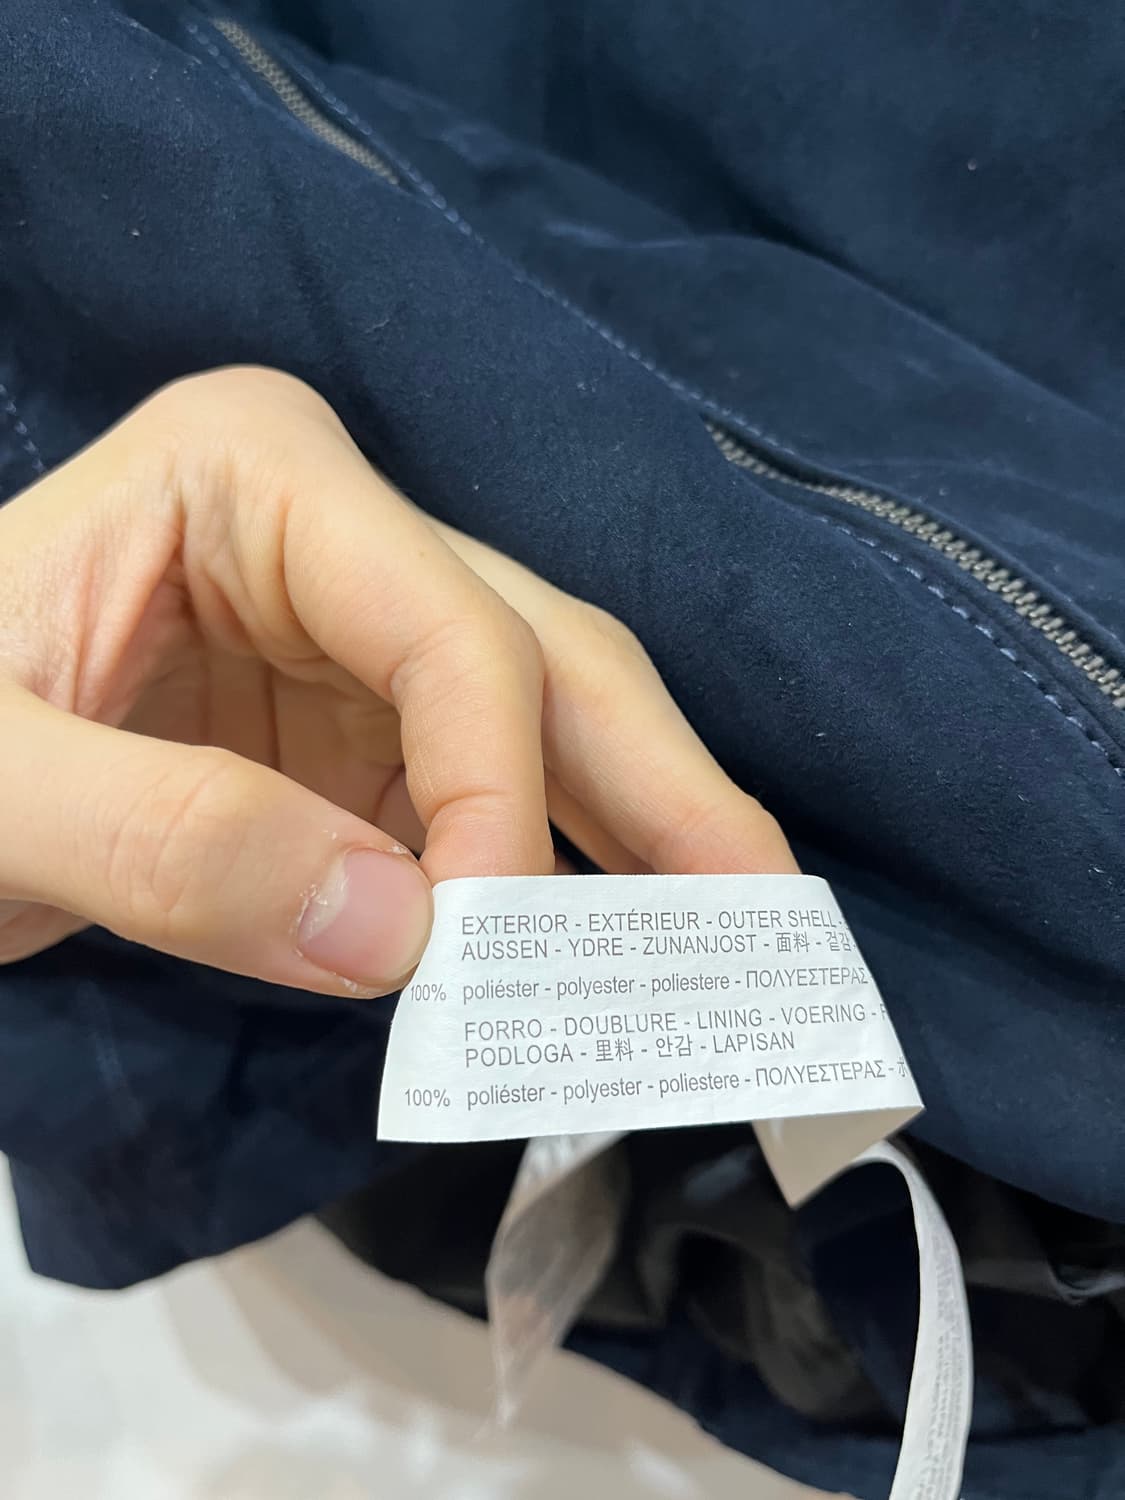 EXTERIOR - EXTÉRIEUR - OUTER SHELL -
AUSSEN - YDRE - ZUNANJOST - 面料 - 겉감
100% poliéster - polyester - poliestere - ΠΟΛΥΕΣΤΕΡΑΣ
FORRO - DOUBLURE - LINING - VOERING -
PODLOGA - 里料 - 안감 - LAPISAN
100% poliéster - polyester - poliestere - ΠΟΛΥΕΣΤΕΡΑΣ -